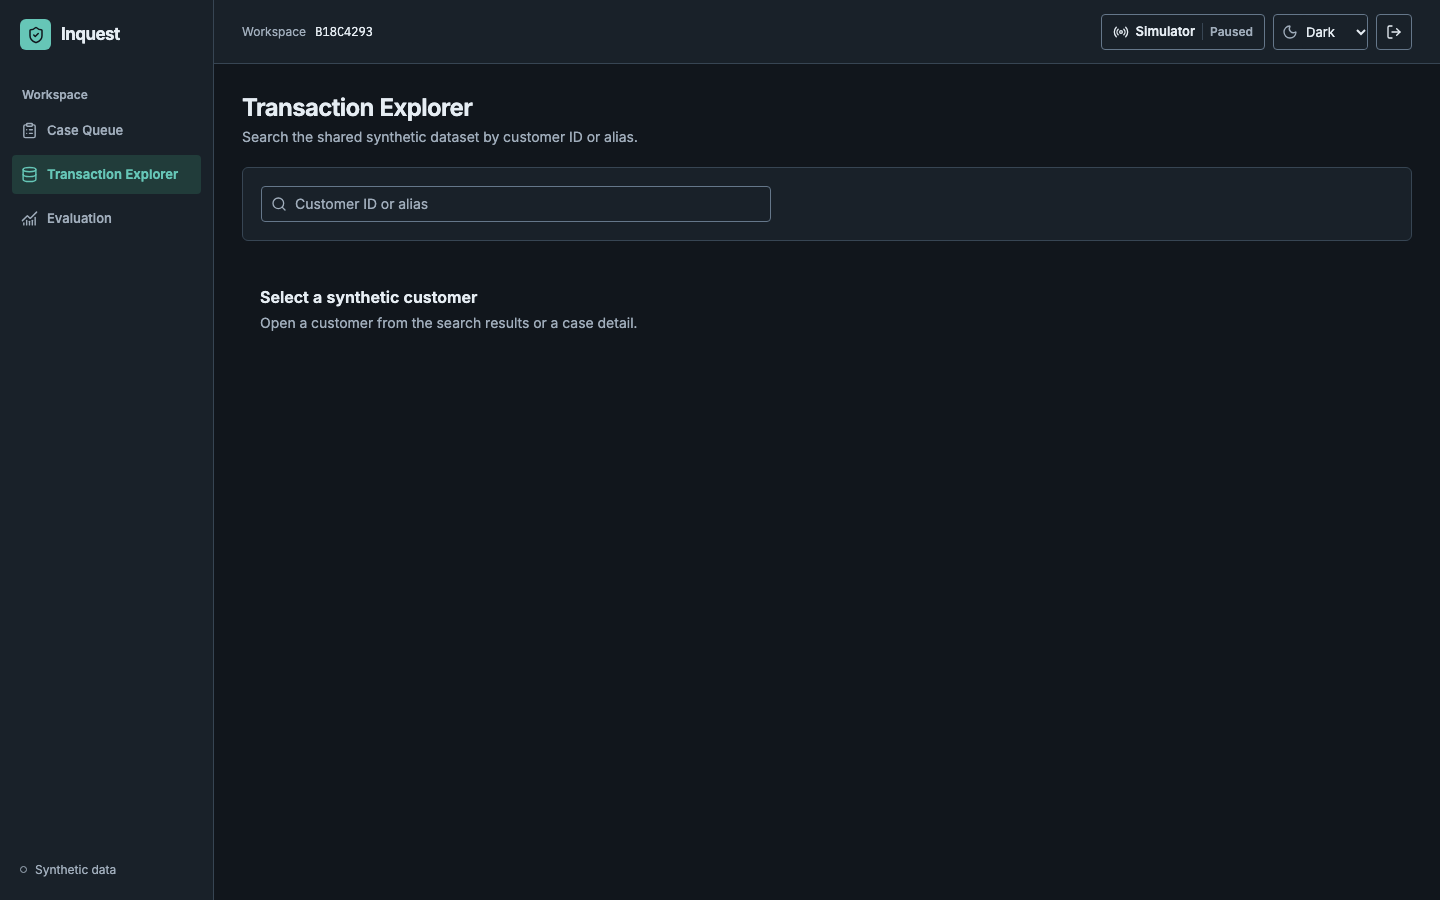 Inquest
Workspace
Case Queue
Transaction Explorer
Evaluation
Synthetic data
Workspace B18C4293
Simulator Paused
Dark
Transaction Explorer
Search the shared synthetic dataset by customer ID or alias.
Customer ID or alias
Select a synthetic customer
Open a customer from the search results or a case detail.